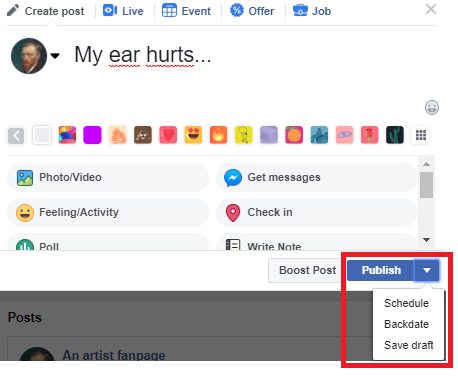 Create post Live Event Offer Job
My ear hurts...
Photo/Video Get messages
Feeling/Activity Check in
Poll Write Note
Boost Post Publish
Schedule
Backdate
Save draft
Posts
An artist fanpage